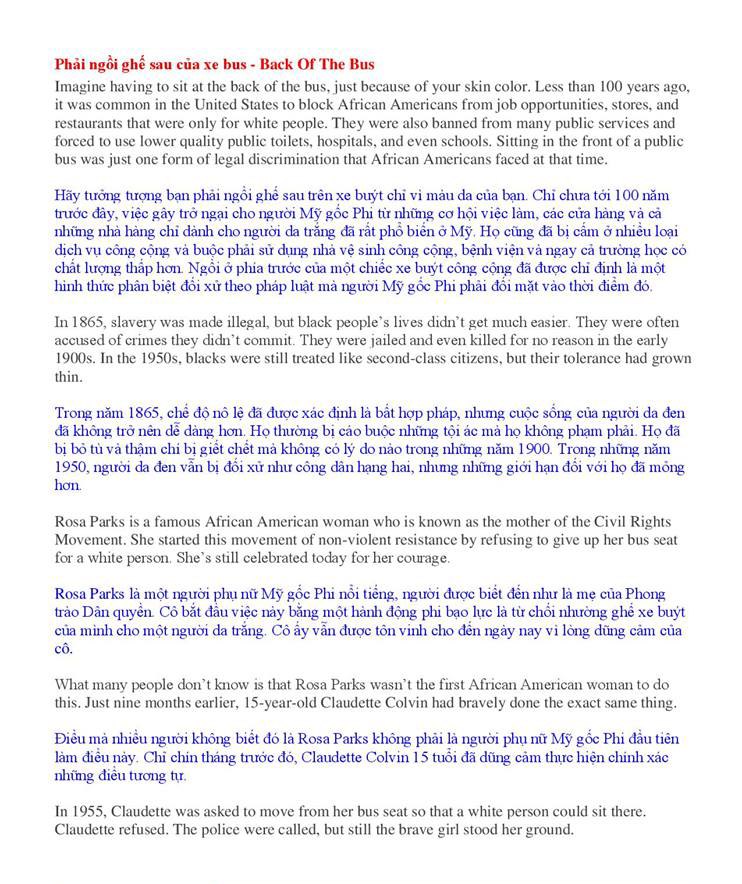 Phải ngồi ghế sau của xe bus - Back Of The Bus
Imagine having to sit at the back of the bus, just because of your skin color. Less than 100 years ago,
it was common in the United States to block African Americans from job opportunities, stores, and
restaurants that were only for white people. They were also banned from many public services and
forced to use lower quality public toilets, hospitals, and even schools. Sitting in the front of a public
bus was just one form of legal discrimination that African Americans faced at that time.
Hãy tưởng tượng bạn phải ngồi ghế sau trên xe buýt chỉ vì màu da của bạn. Chỉ chưa tới 100 năm
trước đây, việc gây trở ngại cho người Mỹ gốc Phi từ những cơ hội việc làm, các cửa hàng và cả
những nhà hàng chỉ dành cho người da trắng đã rất phổ biến ở Mỹ. Họ cũng đã bị cấm ở nhiều loại
dịch vụ công cộng và buộc phải sử dụng nhà vệ sinh công cộng, bệnh viện và ngay cả trường học có
chất lượng thấp hơn. Ngồi ở phía trước của một chiếc xe buýt công cộng đã được chỉ định là một
hình thức phân biệt đối xử theo pháp luật mà người Mỹ gốc Phi phải đối mặt vào thời điểm đó.
In 1865, slavery was made illegal, but black people's lives didn't get much easier. They were often
accused of crimes they didn't commit. They were jailed and even killed for no reason in the early
1900s. In the 1950s, blacks were still treated like second-class citizens, but their tolerance had grown
thin.
Trong năm 1865, chế độ nô lệ đã được xác định là bất hợp pháp, nhưng cuộc sống của người da đen
đã không trở nên dễ dàng hơn. Họ thường bị cáo buộc những tội ác mà họ không phạm phải. Họ đã
bị bỏ tù và thậm chí bị giết chết mà không có lý do nào trong những năm 1900. Trong những năm
1950, người da đen vẫn bị đối xử như công dân hạng hai, nhưng những giới hạn đối với họ đã mỏng
hơn.
Rosa Parks is a famous African American woman who is known as the mother of the Civil Rights
Movement. She started this movement of non-violent resistance by refusing to give up her bus seat
for a white person. She's still celebrated today for her courage.
Rosa Parks là một người phụ nữ Mỹ gốc Phi nổi tiếng, người được biết đến như là mẹ của Phong
trào Dân quyền. Cô bắt đầu việc này bằng một hành động phi bạo lực là từ chối nhường ghế xe buýt
của mình cho một người da trắng. Cô ấy vẫn được tôn vinh cho đến ngày nay vì lòng dũng cảm của
cô.
What many people don't know is that Rosa Parks wasn't the first African American woman to do
this. Just nine months earlier, 15-year-old Claudette Colvin had bravely done the exact same thing.
Điều mà nhiều người không biết đó là Rosa Parks không phải là người phụ nữ Mỹ gốc Phi đầu tiên
làm điều này. Chỉ chín tháng trước đó, Claudette Colvin 15 tuổi đã dũng cảm thực hiện chính xác
những điều tương tự.
In 1955, Claudette was asked to move from her bus seat so that a white person could sit there.
Claudette refused. The police were called, but still the brave girl stood her ground.